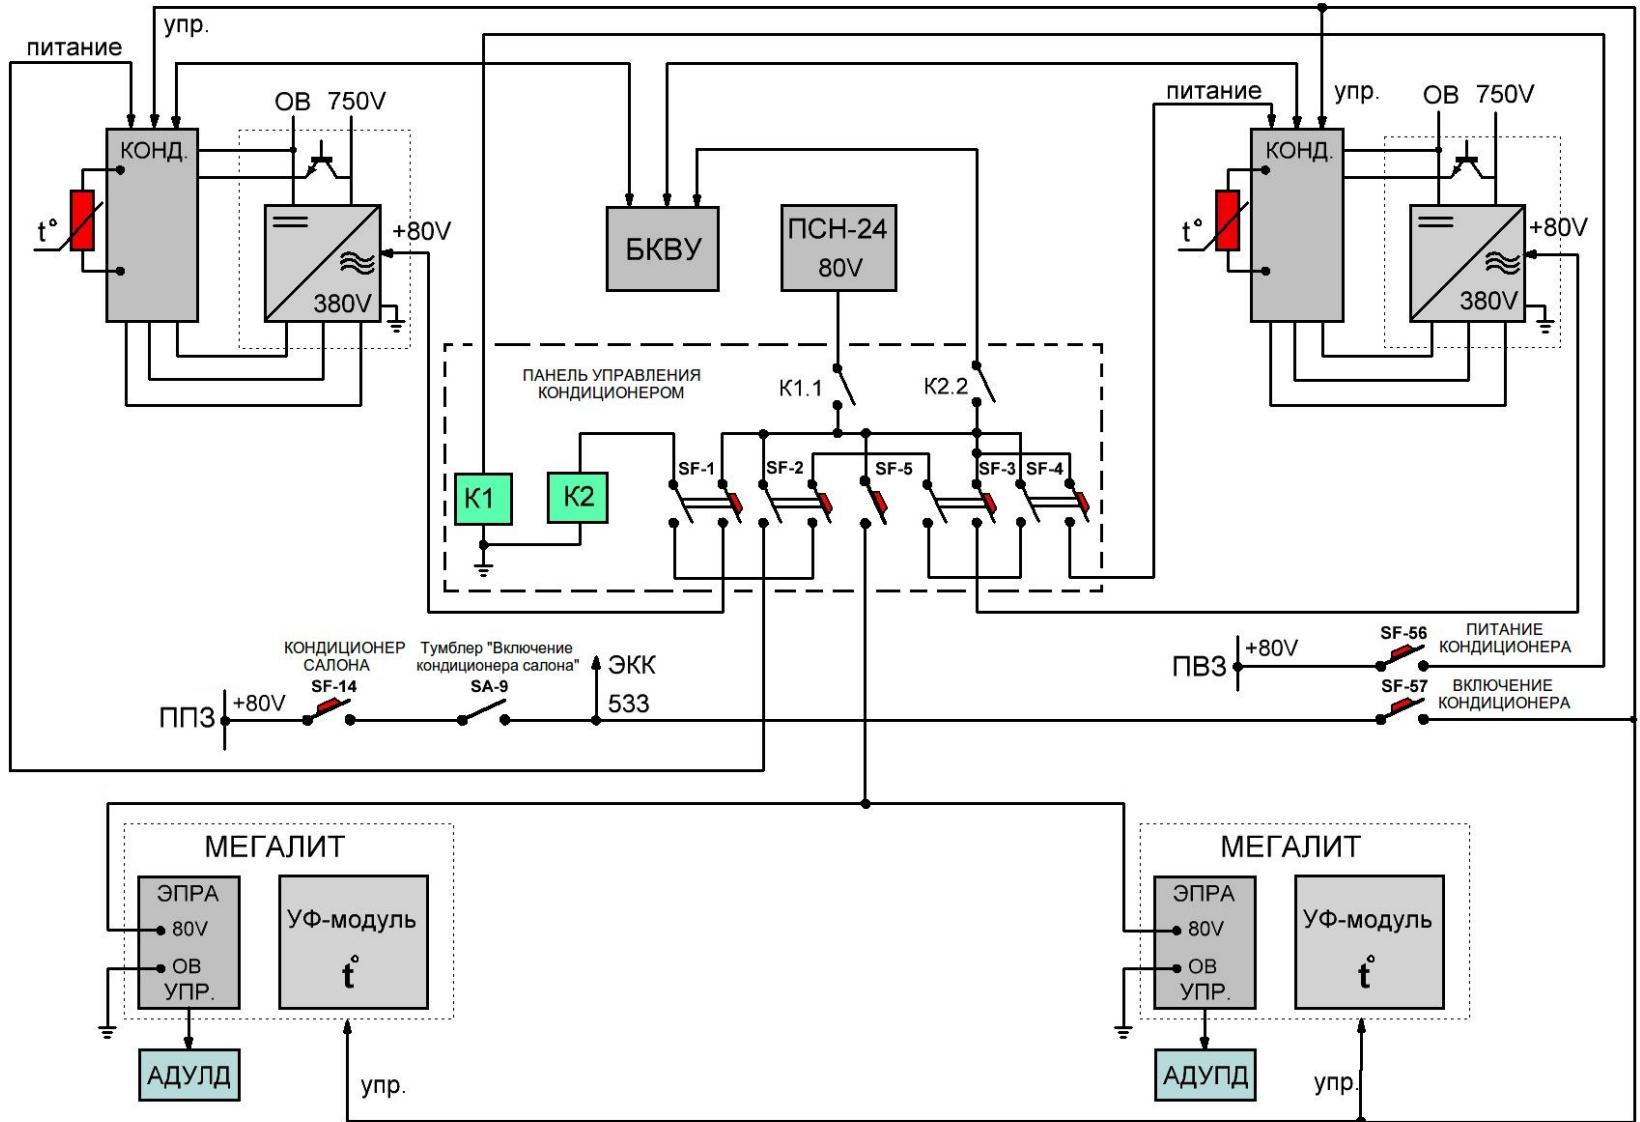 упр.
питание
ОВ 750V
КОНД.
t°
+80V
380V
БКВУ
ПСН-24
80V
питание
упр.
ОВ 750V
КОНД.
t°
+80V
380V
ПАНЕЛЬ УПРАВЛЕНИЯ
КОНДИЦИОНЕРОМ
К1.1
К2.2
SF-1
SF-2
SF-5
SF-3
SF-4
К1
К2
КОНДИЦИОНЕР
САЛОНА
SF-14
Тумблер "Включение
кондиционера салона"
SA-9
ЭКК
533
ППЗ
+80V
ПВЗ
+80V
SF-56
ПИТАНИЕ
КОНДИЦИОНЕРА
SF-57
ВКЛЮЧЕНИЕ
КОНДИЦИОНЕРА
МЕГАЛИТ
ЭПРА
80V
ОВ
УПР.
УФ-модуль
t°
АДУЛД
упр.
МЕГАЛИТ
ЭПРА
80V
ОВ
УПР.
УФ-модуль
t°
АДУПД
упр.